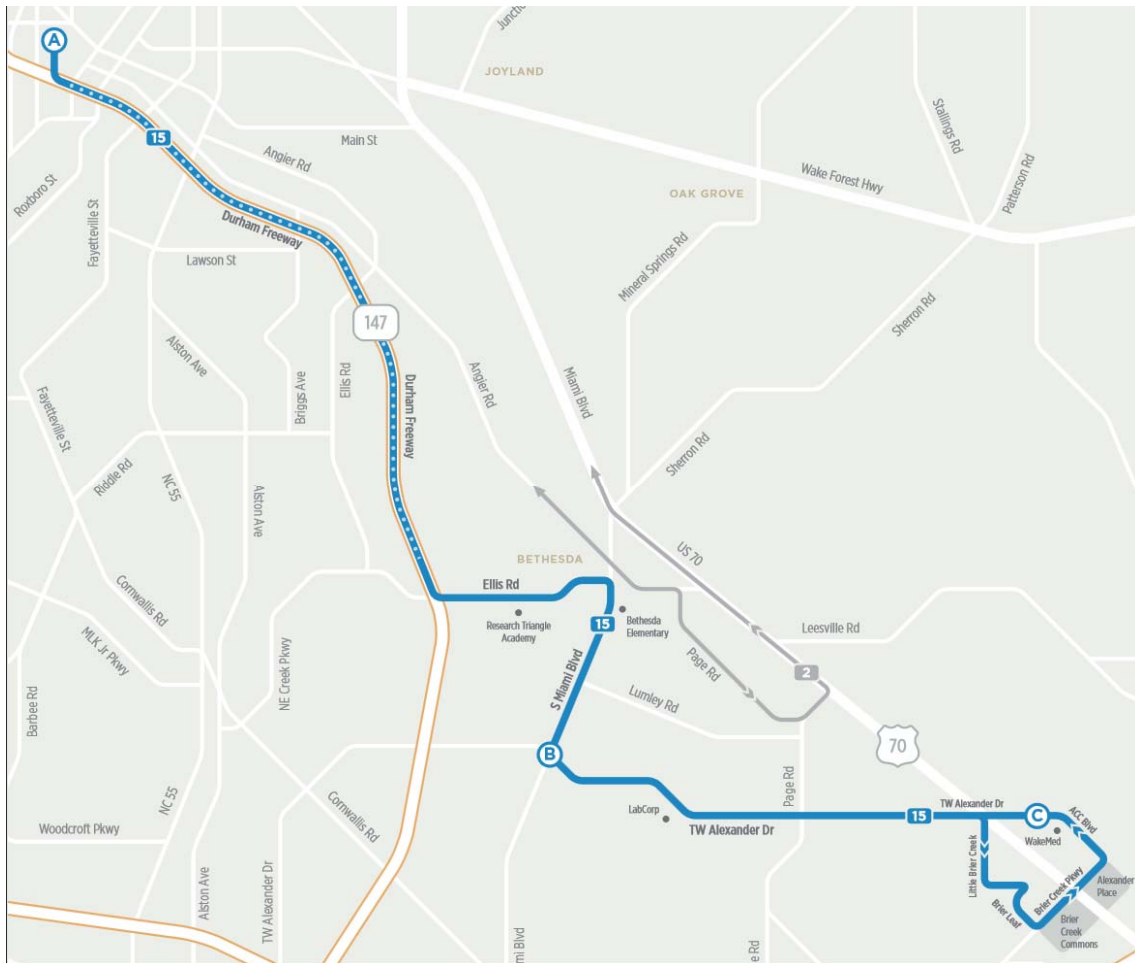 A
Junction
JOYLAND
15
Main St
Angier Rd
Stallings Rd
Patterson Rd
Wake Forest Hwy
Roxboro St
OAK GROVE
Fayetteville St
Durham Freeway
Lawson St
Mineral Springs Rd
147
Sherron Rd
Alston Ave
Briggs Ave
Ellis Rd
Durham Freeway
Angier Rd
Miami Blvd
Fayetteville St
Sherron Rd
Riddle Rd
NC 55
Alston Ave
US 70
BETHESDA
Cornwallis Rd
Ellis Rd
Research Triangle
Academy
15
Bethesda
Elementary
Leesville Rd
MLK Jr Pkwy
NE Creek Pkwy
S Miami Blvd
Page Rd
2
Lumley Rd
Barbee Rd
B
70
Page Rd
NC 55
Cornwallis Rd
LabCorp
TW Alexander Dr
15
TW Alexander Dr
C
ACC Blvd
WakeMed
Woodcroft Pkwy
Little Brier Creek
Brier Creek Pkwy
Alexander
Place
Alston Ave
TW Alexander Dr
Brier Leaf
Brier
Creek
Commons
mi Blvd
e Rd